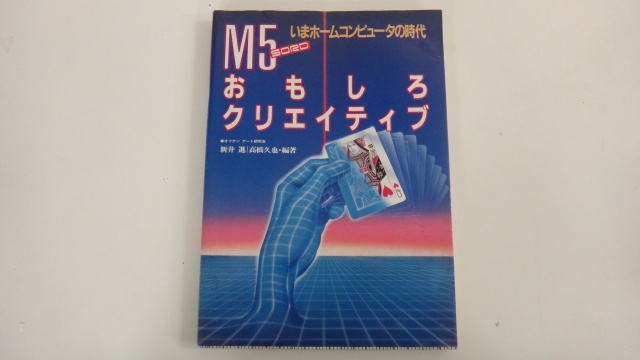 いまホームコンピュータの時代
M5
SORD
おもしろ
クリエイティブ
新井 進|高橋久也・編著
Q